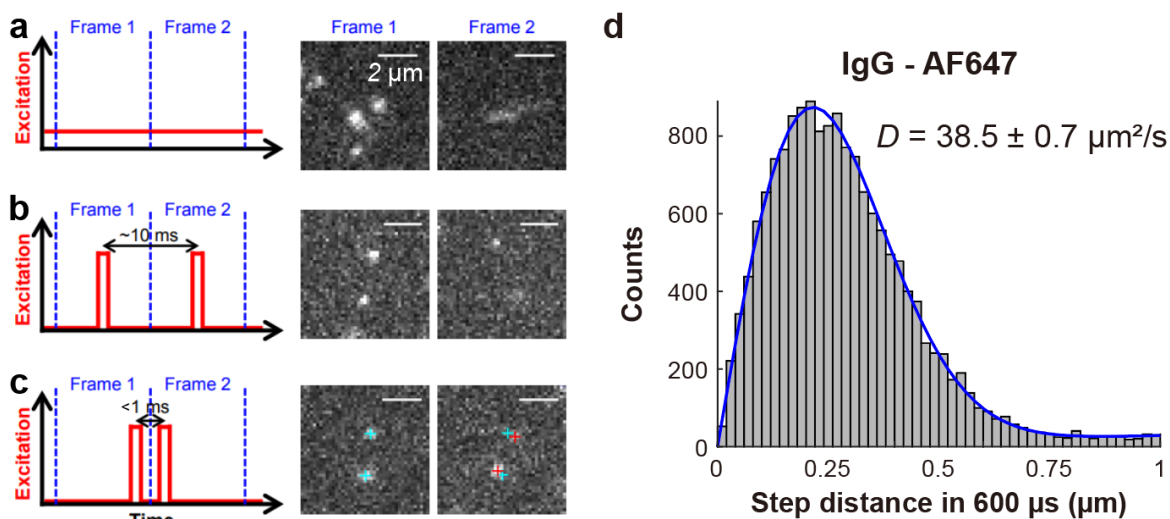 a
Frame 1 Frame 2
Excitation
Frame 1 Frame 2
2 µm
b
Frame 1 Frame 2
~10 ms
Excitation
c
Frame 1 Frame 2
<1 ms
Excitation
Time
d
IgG - AF647
D = 38.5 ± 0.7 µm²/s
Counts
800
600
400
200
0
0 0.25 0.5 0.75 1
Step distance in 600 µs (µm)